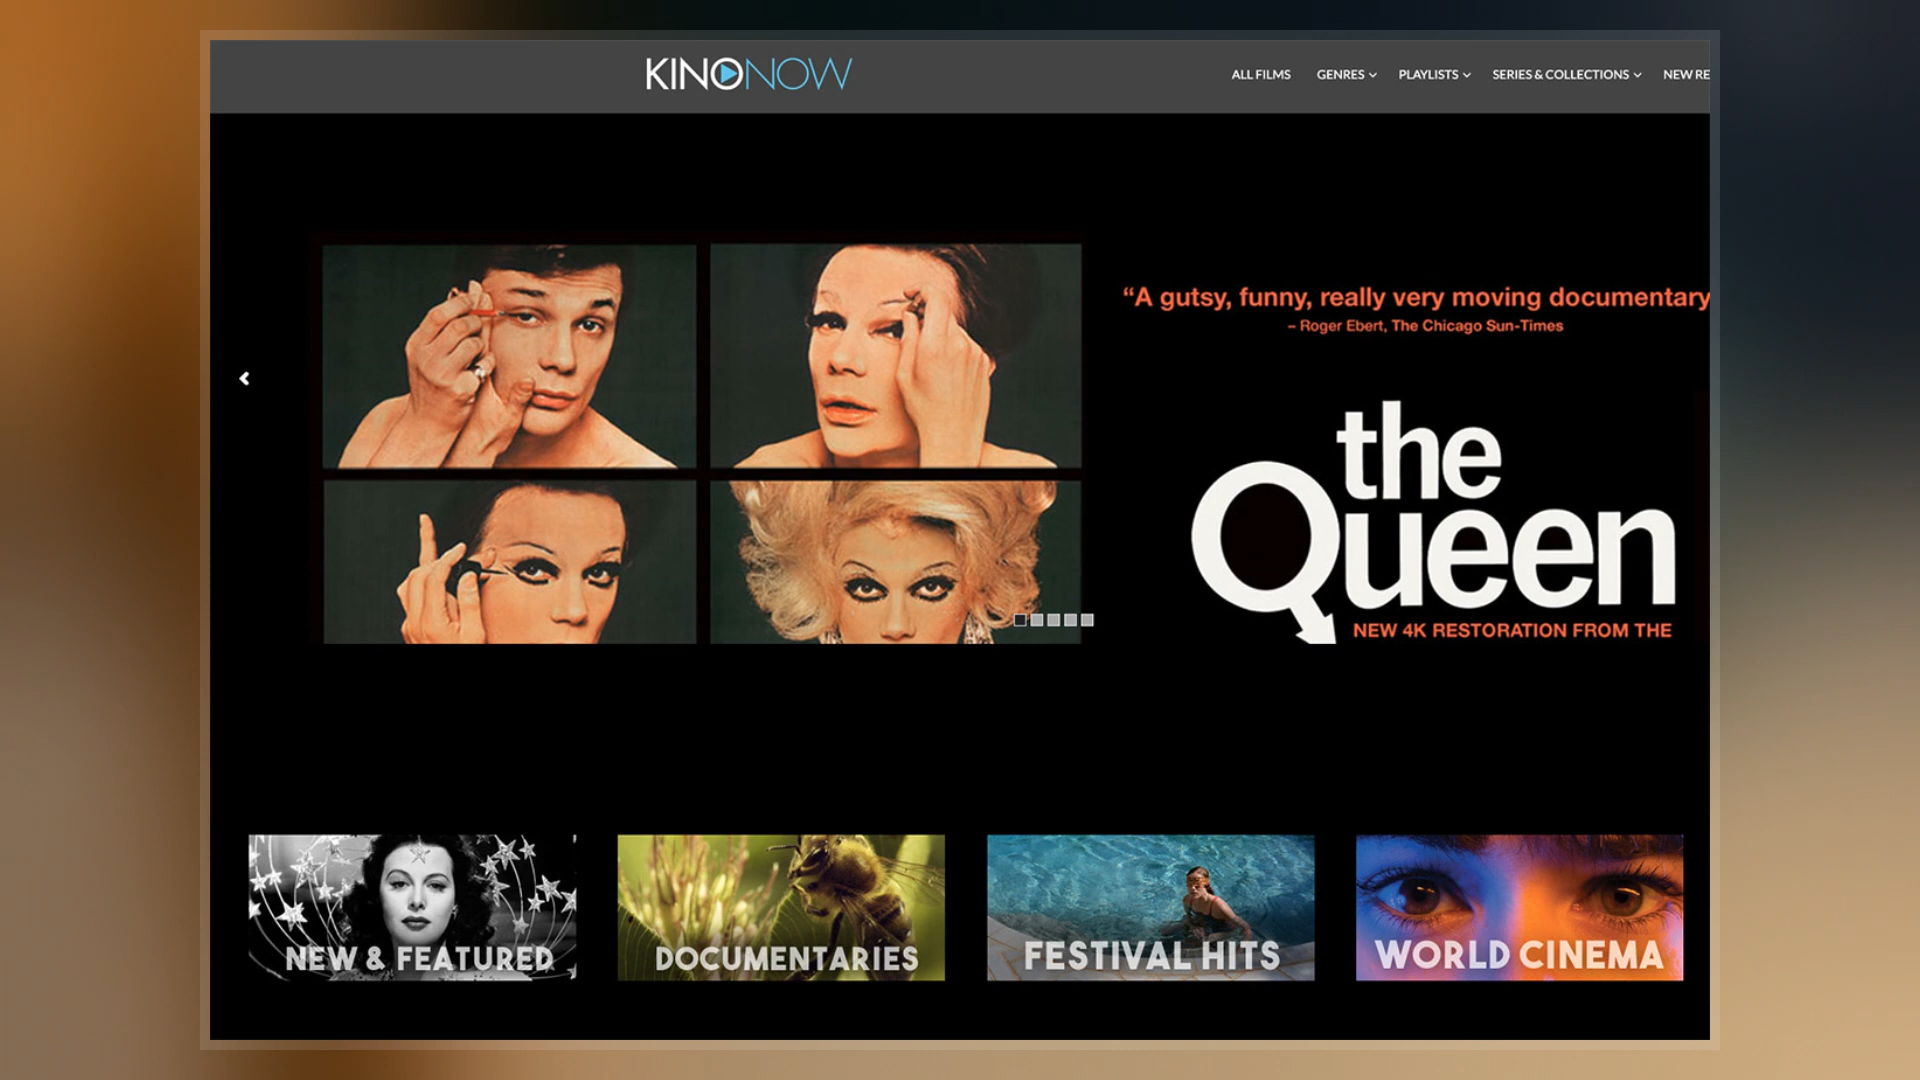 KINONOW
ALL FILMS GENRES PLAYLISTS SERIES & COLLECTIONS NEW RE
“A gutsy, funny, really very moving documentary
– Roger Ebert, The Chicago Sun-Times
the
Queen
NEW 4K RESTORATION FROM THE
NEW & FEATURED
DOCUMENTARIES
FESTIVAL HITS
WORLD CINEMA